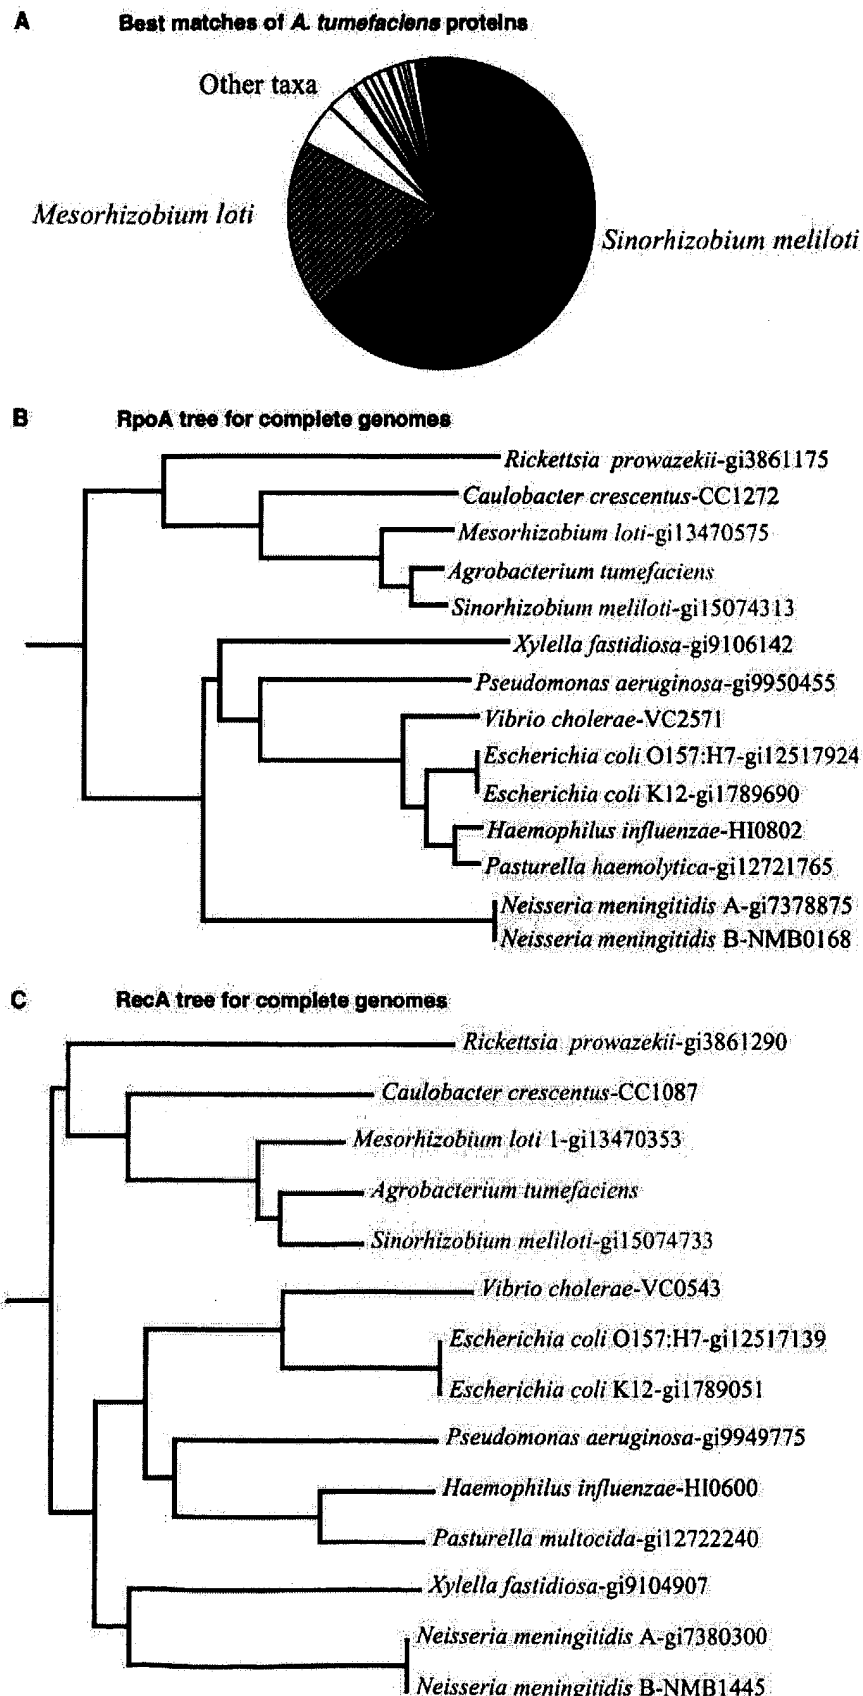 A Best matches of A. tumefaciens proteins
Other taxa
Mesorhizobium loti
Sinorhizobium meliloti
B RpoA tree for complete genomes
Rickettsia prowazekii-gi3861175
Caulobacter crescentus-CC1272
Mesorhizobium loti-gi13470575
Agrobacterium tumefaciens
Sinorhizobium meliloti-gi15074313
Xylella fastidiosa-gi9106142
Pseudomonas aeruginosa-gi9950455
Vibrio cholerae-VC2571
Escherichia coli O157:H7-gi12517924
Escherichia coli K12-gi1789690
Haemophilus influenzae-HI0802
Pasturella haemolytica-gi12721765
Neisseria meningitidis A-gi7378875
Neisseria meningitidis B-NMB0168
C RecA tree for complete genomes
Rickettsia prowazekii-gi3861290
Caulobacter crescentus-CC1087
Mesorhizobium loti 1-gi13470353
Agrobacterium tumefaciens
Sinorhizobium meliloti-gi15074733
Vibrio cholerae-VC0543
Escherichia coli O157:H7-gi12517139
Escherichia coli K12-gi1789051
Pseudomonas aeruginosa-gi9949775
Haemophilus influenzae-HI0600
Pasturella multocida-gi12722240
Xylella fastidiosa-gi9104907
Neisseria meningitidis A-gi7380300
Neisseria meningitidis B-NMB1445